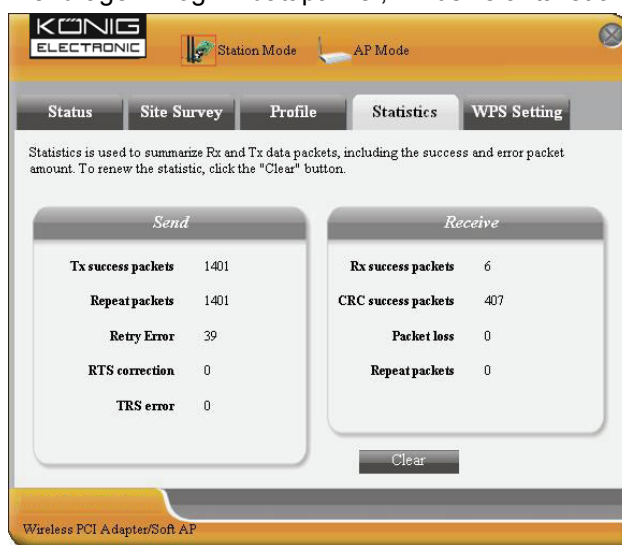 KÖNIG
ELECTRONIC
Station Mode
AP Mode
Status
Site Survey
Profile
Statistics
WPS Setting
Statistics is used to summarize Rx and Tx data packets, including the success and error packet
amount. To renew the statistic, click the "Clear" button.
Send
Tx success packets 1401
Repeat packets 1401
Retry Error 39
RTS correction 0
TRS error 0
Receive
Rx success packets 6
CRC success packets 407
Packet loss 0
Repeat packets 0
Clear
Wireless PCI Adapter/Soft AP